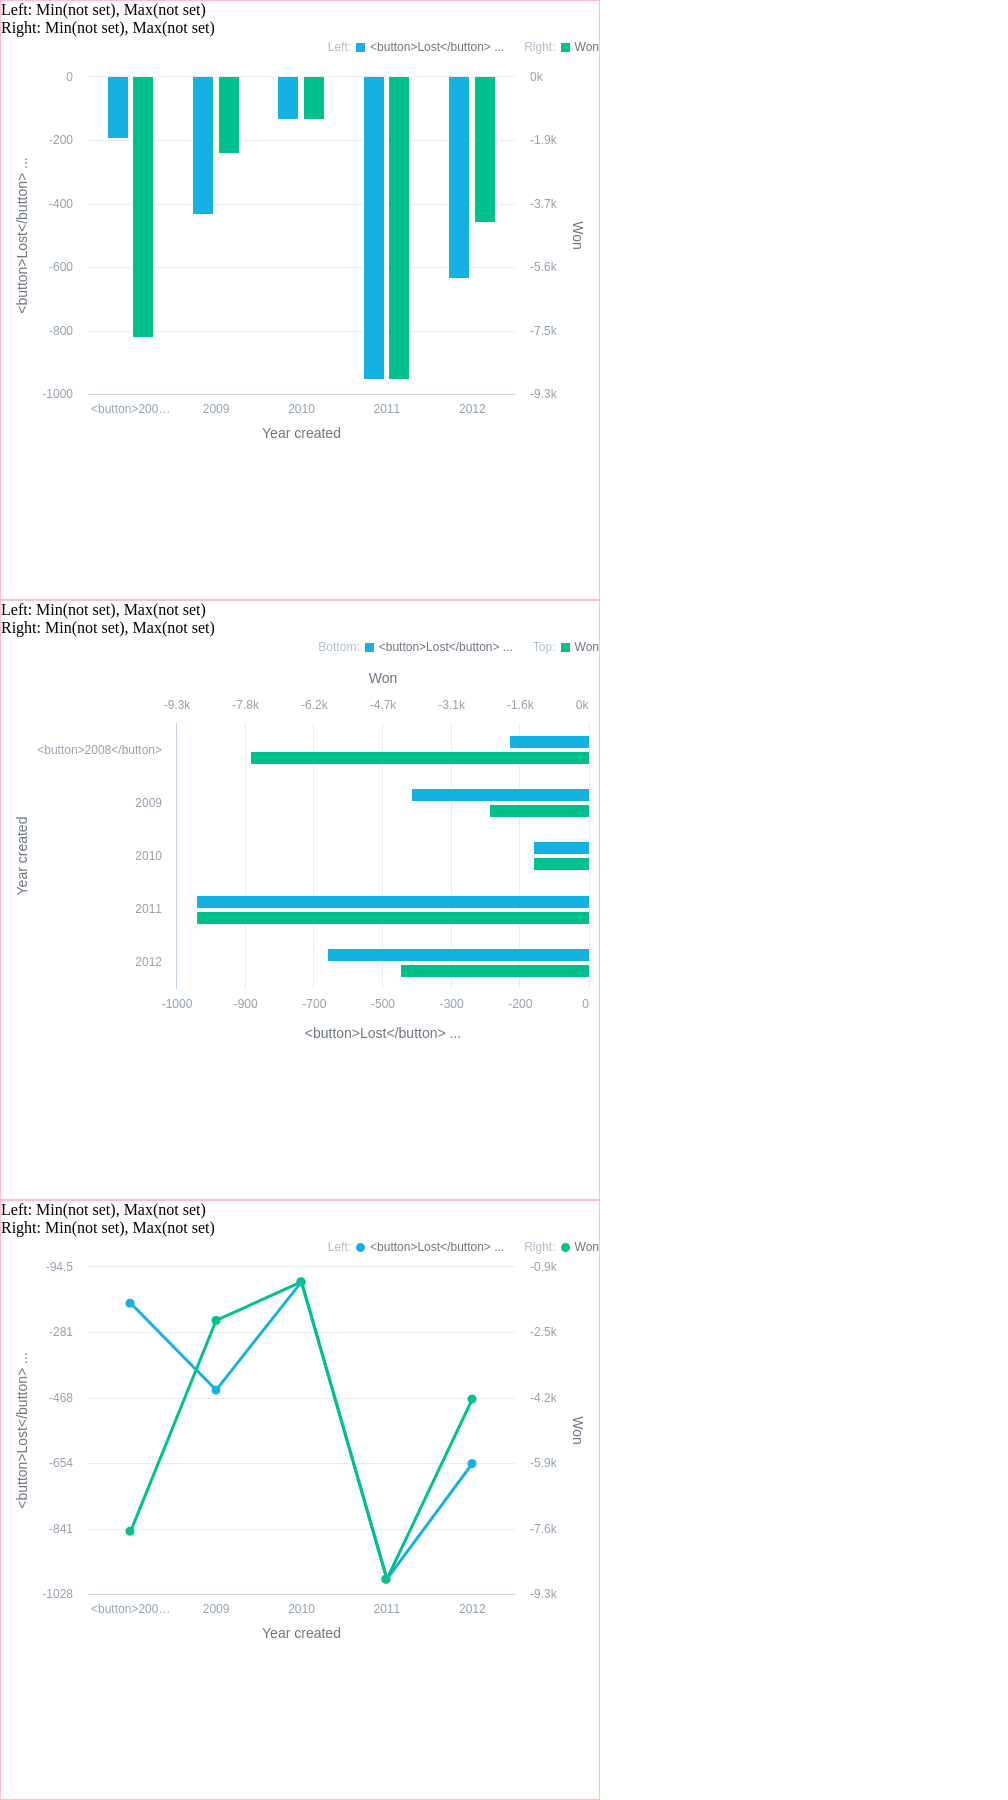 Left: Min(not set), Max(not set)
Right: Min(not set), Max(not set)
Left: <button>Lost</button> ... Right: Won
0 0k
-200 -1.9k
-400 -3.7k
-600 -5.6k
-800 -7.5k
-1000 -9.3k
<button>Lost</button> ...
Won
<button>200… 2009 2010 2011 2012
Year created
Left: Min(not set), Max(not set)
Right: Min(not set), Max(not set)
Bottom: <button>Lost</button> ... Top: Won
Won
-9.3k -7.8k -6.2k -4.7k -3.1k -1.6k 0k
<button>2008</button>
2009
2010
2011
2012
Year created
-1000 -900 -700 -500 -300 -200 0
<button>Lost</button> ...
Left: Min(not set), Max(not set)
Right: Min(not set), Max(not set)
Left: <button>Lost</button> ... Right: Won
-94.5 -0.9k
-281 -2.5k
-468 -4.2k
-654 -5.9k
-841 -7.6k
-1028 -9.3k
<button>Lost</button> ...
Won
<button>200… 2009 2010 2011 2012
Year created